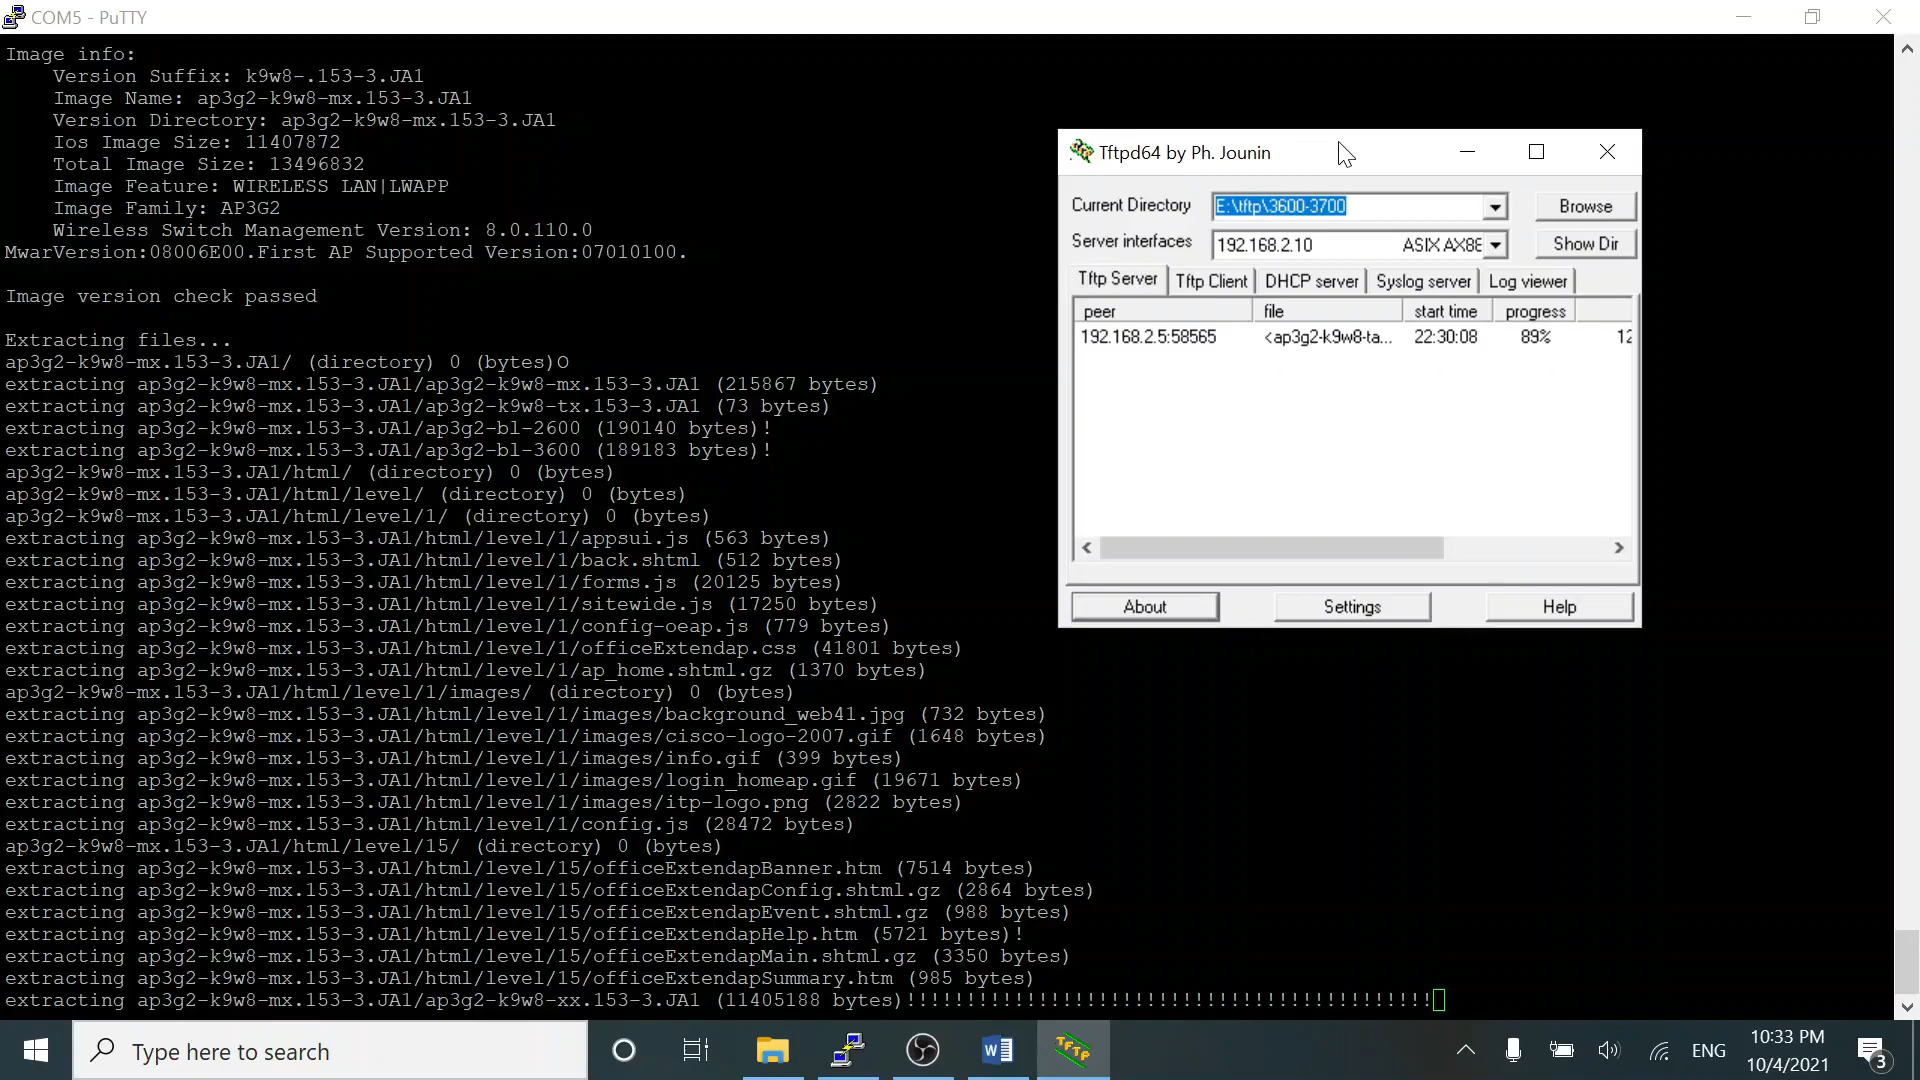 COM5 - PuTTY
Image info:
Version Suffix: k9w8-.153-3.JA1
Image Name: ap3g2-k9w8-mx.153-3.JA1
Version Directory: ap3g2-k9w8-mx.153-3.JA1
Ios Image Size: 11407872
Total Image Size: 13496832
Image Feature: WIRELESS LAN|LWAPP
Image Family: AP3G2
Wireless Switch Management Version: 8.0.110.0
MwarVersion:08006E00.First AP Supported Version:07010100.
Image version check passed
Extracting files...
ap3g2-k9w8-mx.153-3.JA1/ (directory) 0 (bytes)O
extracting ap3g2-k9w8-mx.153-3.JA1/ap3g2-k9w8-mx.153-3.JA1 (215867 bytes)
extracting ap3g2-k9w8-mx.153-3.JA1/ap3g2-k9w8-tx.153-3.JA1 (73 bytes)
extracting ap3g2-k9w8-mx.153-3.JA1/ap3g2-bl-2600 (190140 bytes)!
extracting ap3g2-k9w8-mx.153-3.JA1/ap3g2-bl-3600 (189183 bytes)!
ap3g2-k9w8-mx.153-3.JA1/html/ (directory) 0 (bytes)
ap3g2-k9w8-mx.153-3.JA1/html/level/ (directory) 0 (bytes)
ap3g2-k9w8-mx.153-3.JA1/html/level/1/ (directory) 0 (bytes)
extracting ap3g2-k9w8-mx.153-3.JA1/html/level/1/appsui.js (563 bytes)
extracting ap3g2-k9w8-mx.153-3.JA1/html/level/1/back.shtml (512 bytes)
extracting ap3g2-k9w8-mx.153-3.JA1/html/level/1/forms.js (20125 bytes)
extracting ap3g2-k9w8-mx.153-3.JA1/html/level/1/sitewide.js (17250 bytes)
extracting ap3g2-k9w8-mx.153-3.JA1/html/level/1/config-oeap.js (779 bytes)
extracting ap3g2-k9w8-mx.153-3.JA1/html/level/1/officeExtendap.css (41801 bytes)
extracting ap3g2-k9w8-mx.153-3.JA1/html/level/1/ap_home.shtml.gz (1370 bytes)
ap3g2-k9w8-mx.153-3.JA1/html/level/1/images/ (directory) 0 (bytes)
extracting ap3g2-k9w8-mx.153-3.JA1/html/level/1/images/background_web41.jpg (732 bytes)
extracting ap3g2-k9w8-mx.153-3.JA1/html/level/1/images/cisco-logo-2007.gif (1648 bytes)
extracting ap3g2-k9w8-mx.153-3.JA1/html/level/1/images/info.gif (399 bytes)
extracting ap3g2-k9w8-mx.153-3.JA1/html/level/1/images/login_homeap.gif (19671 bytes)
extracting ap3g2-k9w8-mx.153-3.JA1/html/level/1/images/itp-logo.png (2822 bytes)
extracting ap3g2-k9w8-mx.153-3.JA1/html/level/1/config.js (28472 bytes)
ap3g2-k9w8-mx.153-3.JA1/html/level/15/ (directory) 0 (bytes)
extracting ap3g2-k9w8-mx.153-3.JA1/html/level/15/officeExtendapBanner.htm (7514 bytes)
extracting ap3g2-k9w8-mx.153-3.JA1/html/level/15/officeExtendapConfig.shtml.gz (2864 bytes)
extracting ap3g2-k9w8-mx.153-3.JA1/html/level/15/officeExtendapEvent.shtml.gz (988 bytes)
extracting ap3g2-k9w8-mx.153-3.JA1/html/level/15/officeExtendapHelp.htm (5721 bytes)!
extracting ap3g2-k9w8-mx.153-3.JA1/html/level/15/officeExtendapMain.shtml.gz (3350 bytes)
extracting ap3g2-k9w8-mx.153-3.JA1/html/level/15/officeExtendapSummary.htm (985 bytes)
extracting ap3g2-k9w8-mx.153-3.JA1/ap3g2-k9w8-xx.153-3.JA1 (11405188 bytes)!!!!!!!!!!!!!!!!!!!!!!!!!!!!!!!!!!!!!!!!!!!!
Tftpd64 by Ph. Jounin
Current Directory E:\tftp\3600-3700 Browse
Server interfaces 192.168.2.10 ASIX AX8E Show Dir
Tftp Server Tftp Client DHCP server Syslog server Log viewer
peer file start time progress
192.168.2.5:58565 <ap3g2-k9w8-ta... 22:30:08 89% 12
About Settings Help
Type here to search
TFTP
ENG
10:33 PM
10/4/2021
3